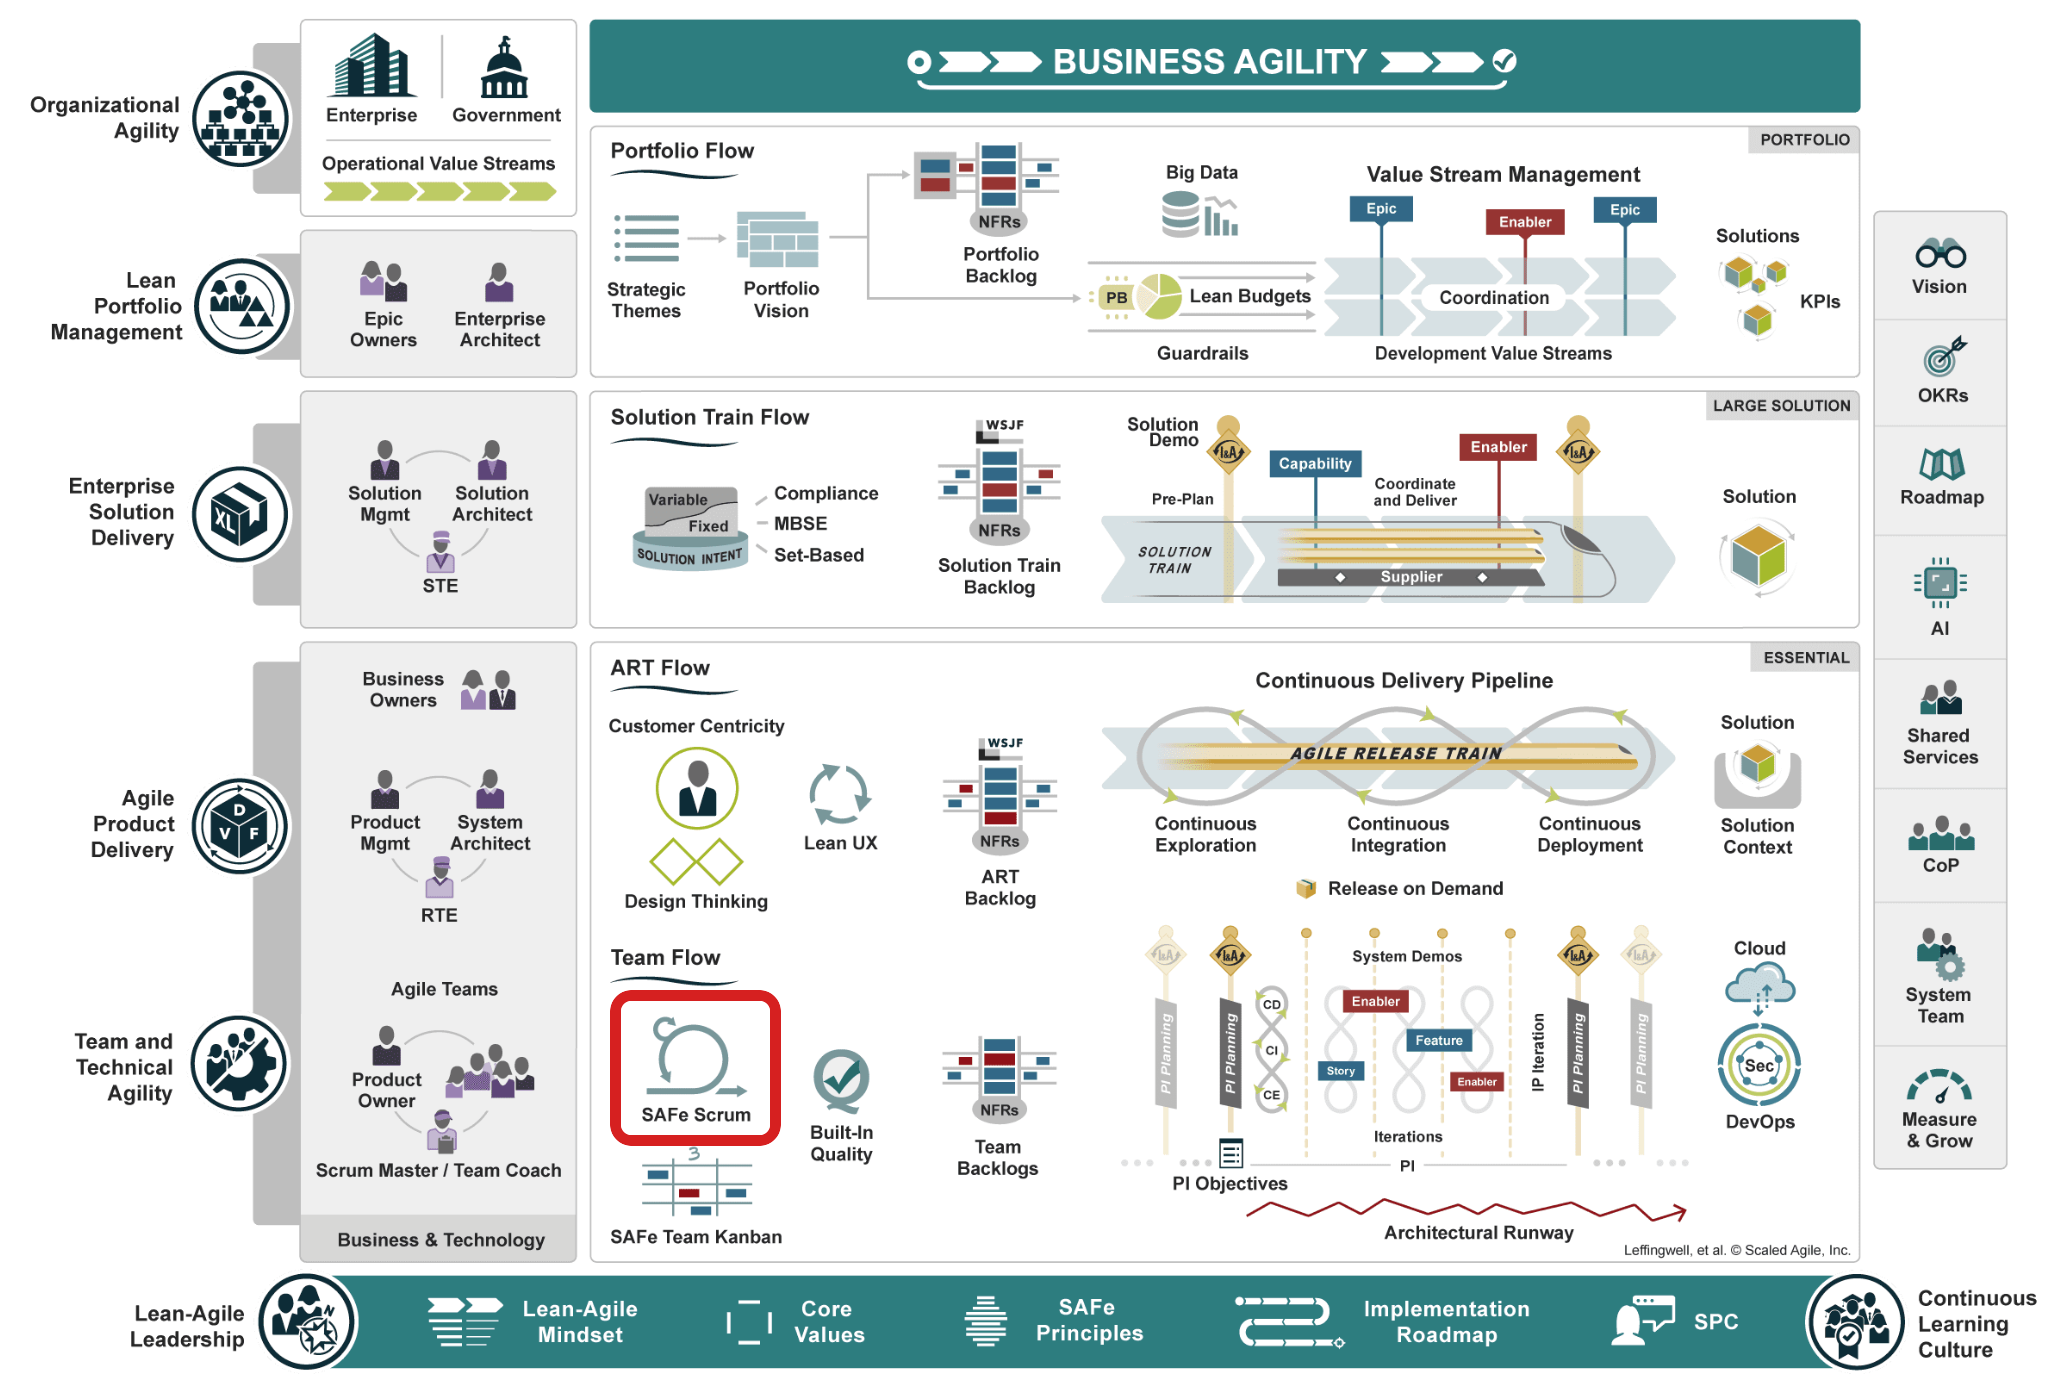 BUSINESS AGILITY
Organizational
Agility
Enterprise
Government
Operational Value Streams
Lean
Portfolio
Management
Epic
Owners
Enterprise
Architect
Enterprise
Solution
Delivery
XL
Solution
Mgmt
Solution
Architect
STE
Agile
Product
Delivery
D
V
F
Business
Owners
Product
Mgmt
System
Architect
RTE
Team and
Technical
Agility
Agile Teams
Product
Owner
Scrum Master / Team Coach
Business & Technology
PORTFOLIO
Portfolio Flow
Strategic
Themes
Portfolio
Vision
NFRs
Portfolio
Backlog
Big Data
PB
Lean Budgets
Guardrails
Value Stream Management
Epic
Enabler
Epic
Coordination
Development Value Streams
Solutions
KPIs
LARGE SOLUTION
Solution Train Flow
Variable
Fixed
SOLUTION INTENT
Compliance
MBSE
Set-Based
WSJF
NFRs
Solution Train
Backlog
Solution
Demo
I&A
Pre-Plan
Capability
Coordinate
and Deliver
Enabler
I&A
SOLUTION
TRAIN
Supplier
Solution
ESSENTIAL
ART Flow
Customer Centricity
Design Thinking
Lean UX
WSJF
NFRs
ART
Backlog
Continuous Delivery Pipeline
AGILE RELEASE TRAIN
Continuous
Exploration
Continuous
Integration
Continuous
Deployment
Release on Demand
Solution
Solution
Context
Team Flow
SAFe Scrum
3
SAFe Team Kanban
Built-In
Quality
NFRs
Team
Backlogs
I&A
PI Planning
I&A
PI Planning
CD
CI
CE
System Demos
Enabler
Feature
Story
Enabler
Iterations
IP Iteration
I&A
PI Planning
I&A
PI Planning
PI
PI Objectives
Architectural Runway
Cloud
Sec
DevOps
Leffingwell, et al. © Scaled Agile, Inc.
Vision
OKRs
Roadmap
AI
Shared
Services
CoP
System
Team
Measure
& Grow
Lean-Agile
Leadership
N
Lean-Agile
Mindset
Core
Values
SAFe
Principles
Implementation
Roadmap
SPC
Continuous
Learning
Culture